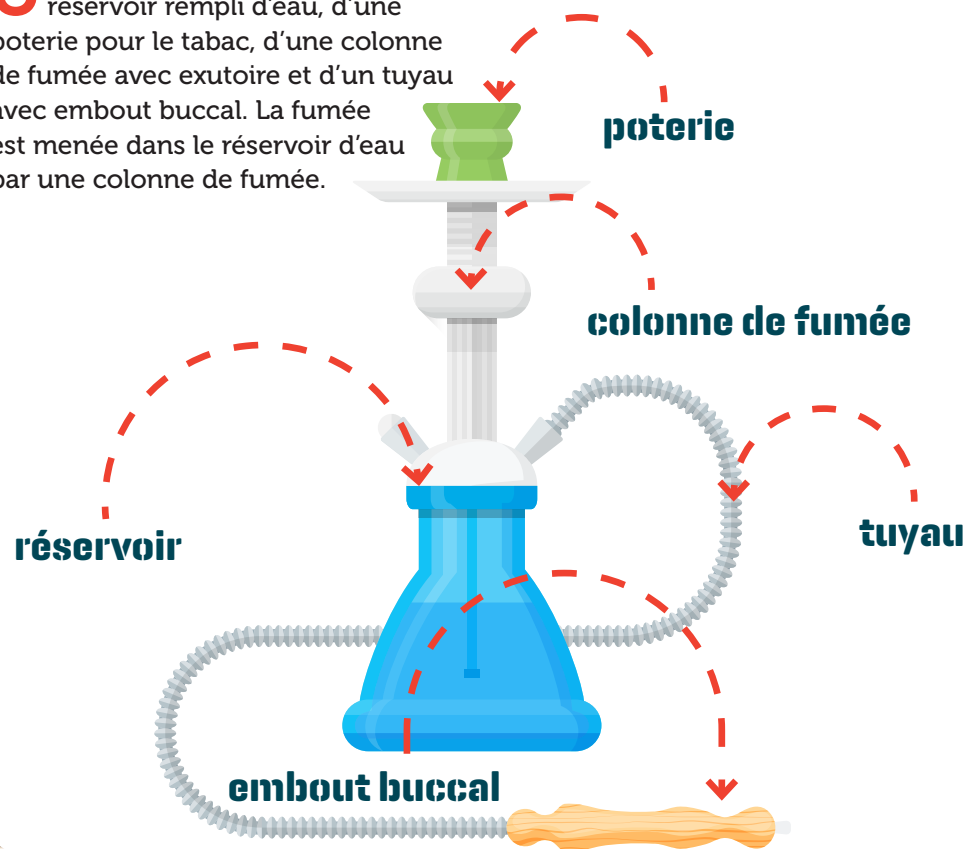 réservoir rempli d'eau, d'une
poterie pour le tabac, d'une colonne
de fumée avec exutoire et d'un tuyau
avec embout buccal. La fumée
est menée dans le réservoir d'eau
par une colonne de fumée.
poterie
colonne de fumée
réservoir
tuyau
embout buccal